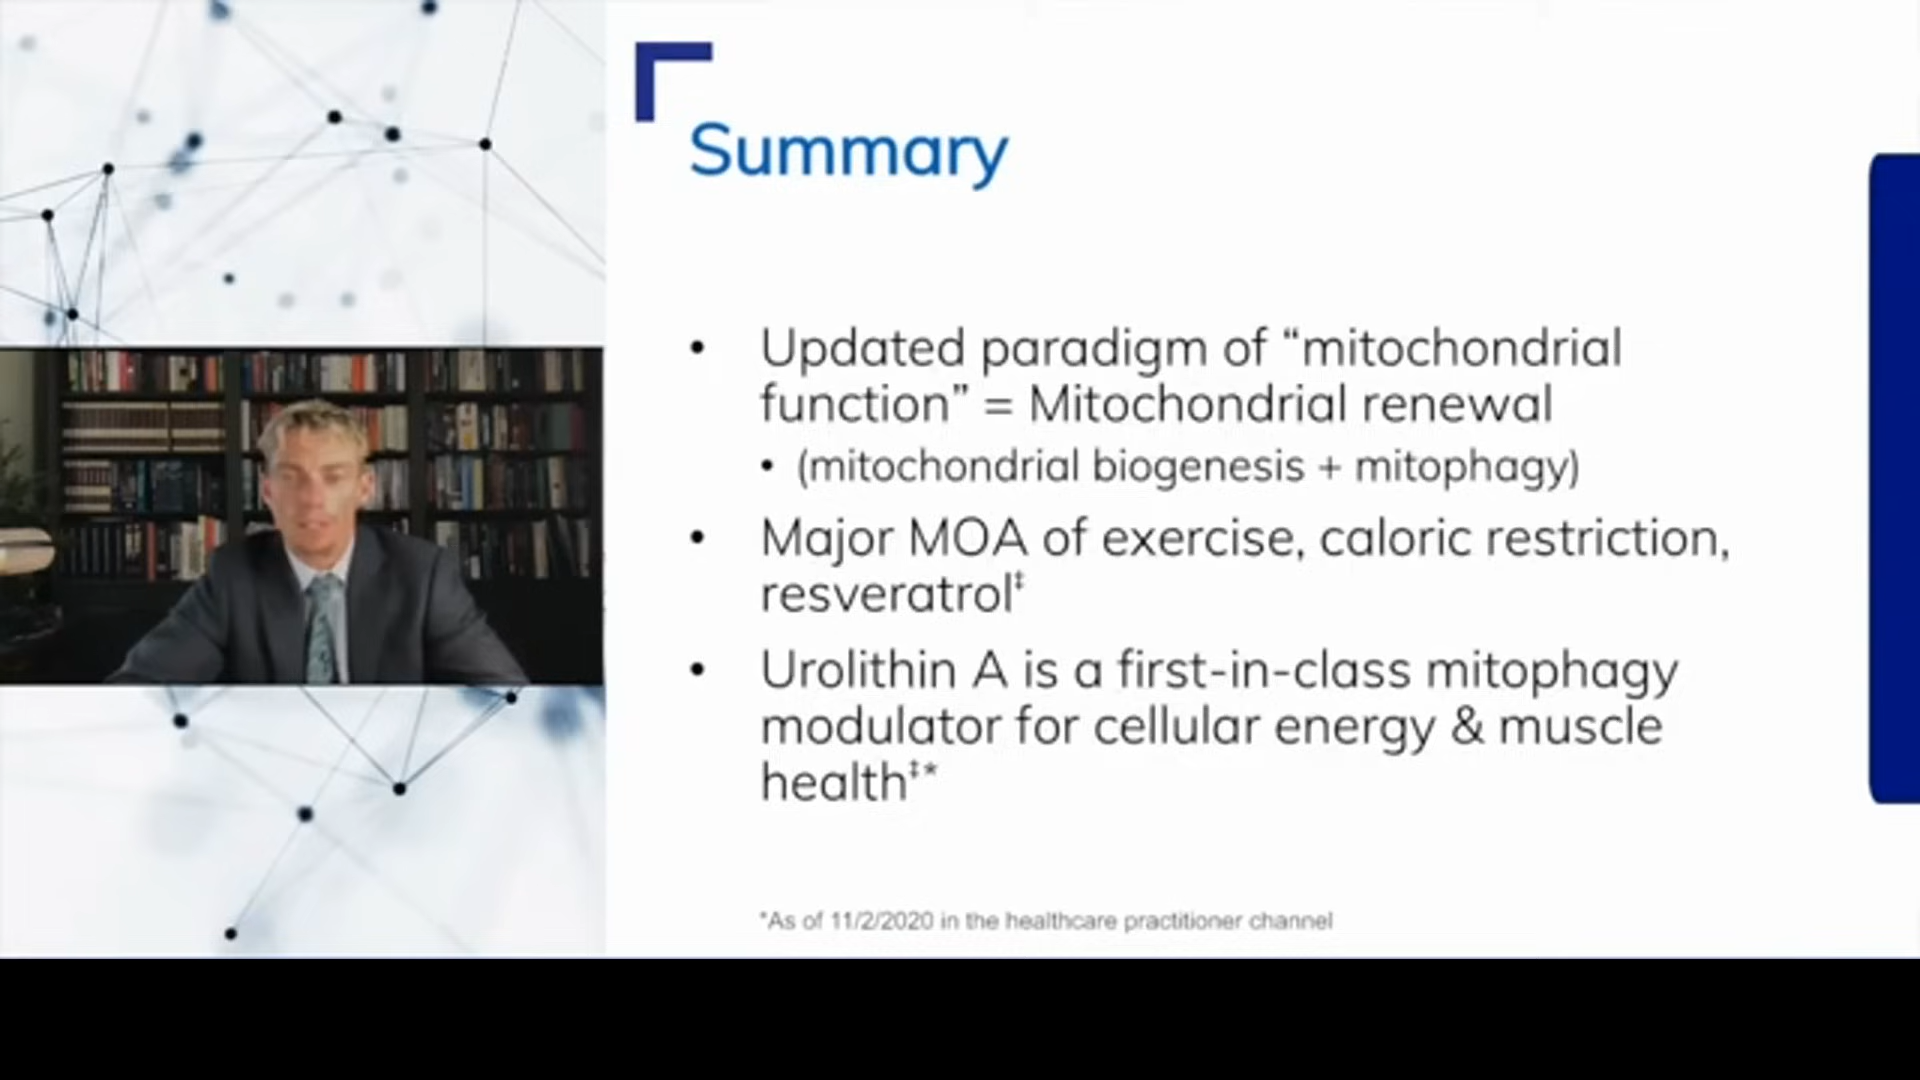 Summary
• Updated paradigm of “mitochondrial
function” = Mitochondrial renewal
• (mitochondrial biogenesis + mitophagy)
• Major MOA of exercise, caloric restriction,
resveratrol‡
• Urolithin A is a first-in-class mitophagy
modulator for cellular energy & muscle
health‡*
*As of 11/2/2020 in the healthcare practitioner channel